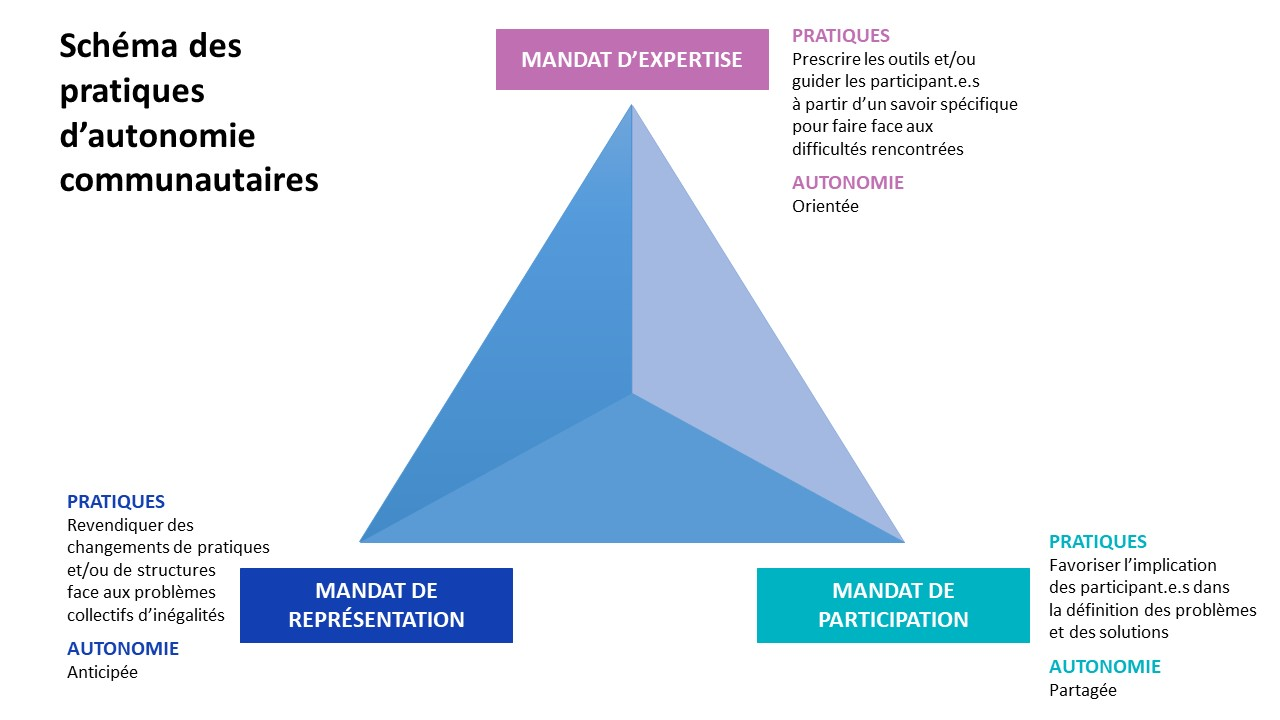 Schéma des
pratiques
d’autonomie
communautaires
MANDAT D’EXPERTISE
PRATIQUES
Prescrire les outils et/ou
guider les participant.e.s
à partir d’un savoir spécifique
pour faire face aux
difficultés rencontrées
AUTONOMIE
Orientée
PRATIQUES
Revendiquer des
changements de pratiques
et/ou de structures
face aux problèmes
collectifs d’inégalités
AUTONOMIE
Anticipée
MANDAT DE
REPRÉSENTATION
MANDAT DE
PARTICIPATION
PRATIQUES
Favoriser l’implication
des participant.e.s dans
la définition des problèmes
et des solutions
AUTONOMIE
Partagée